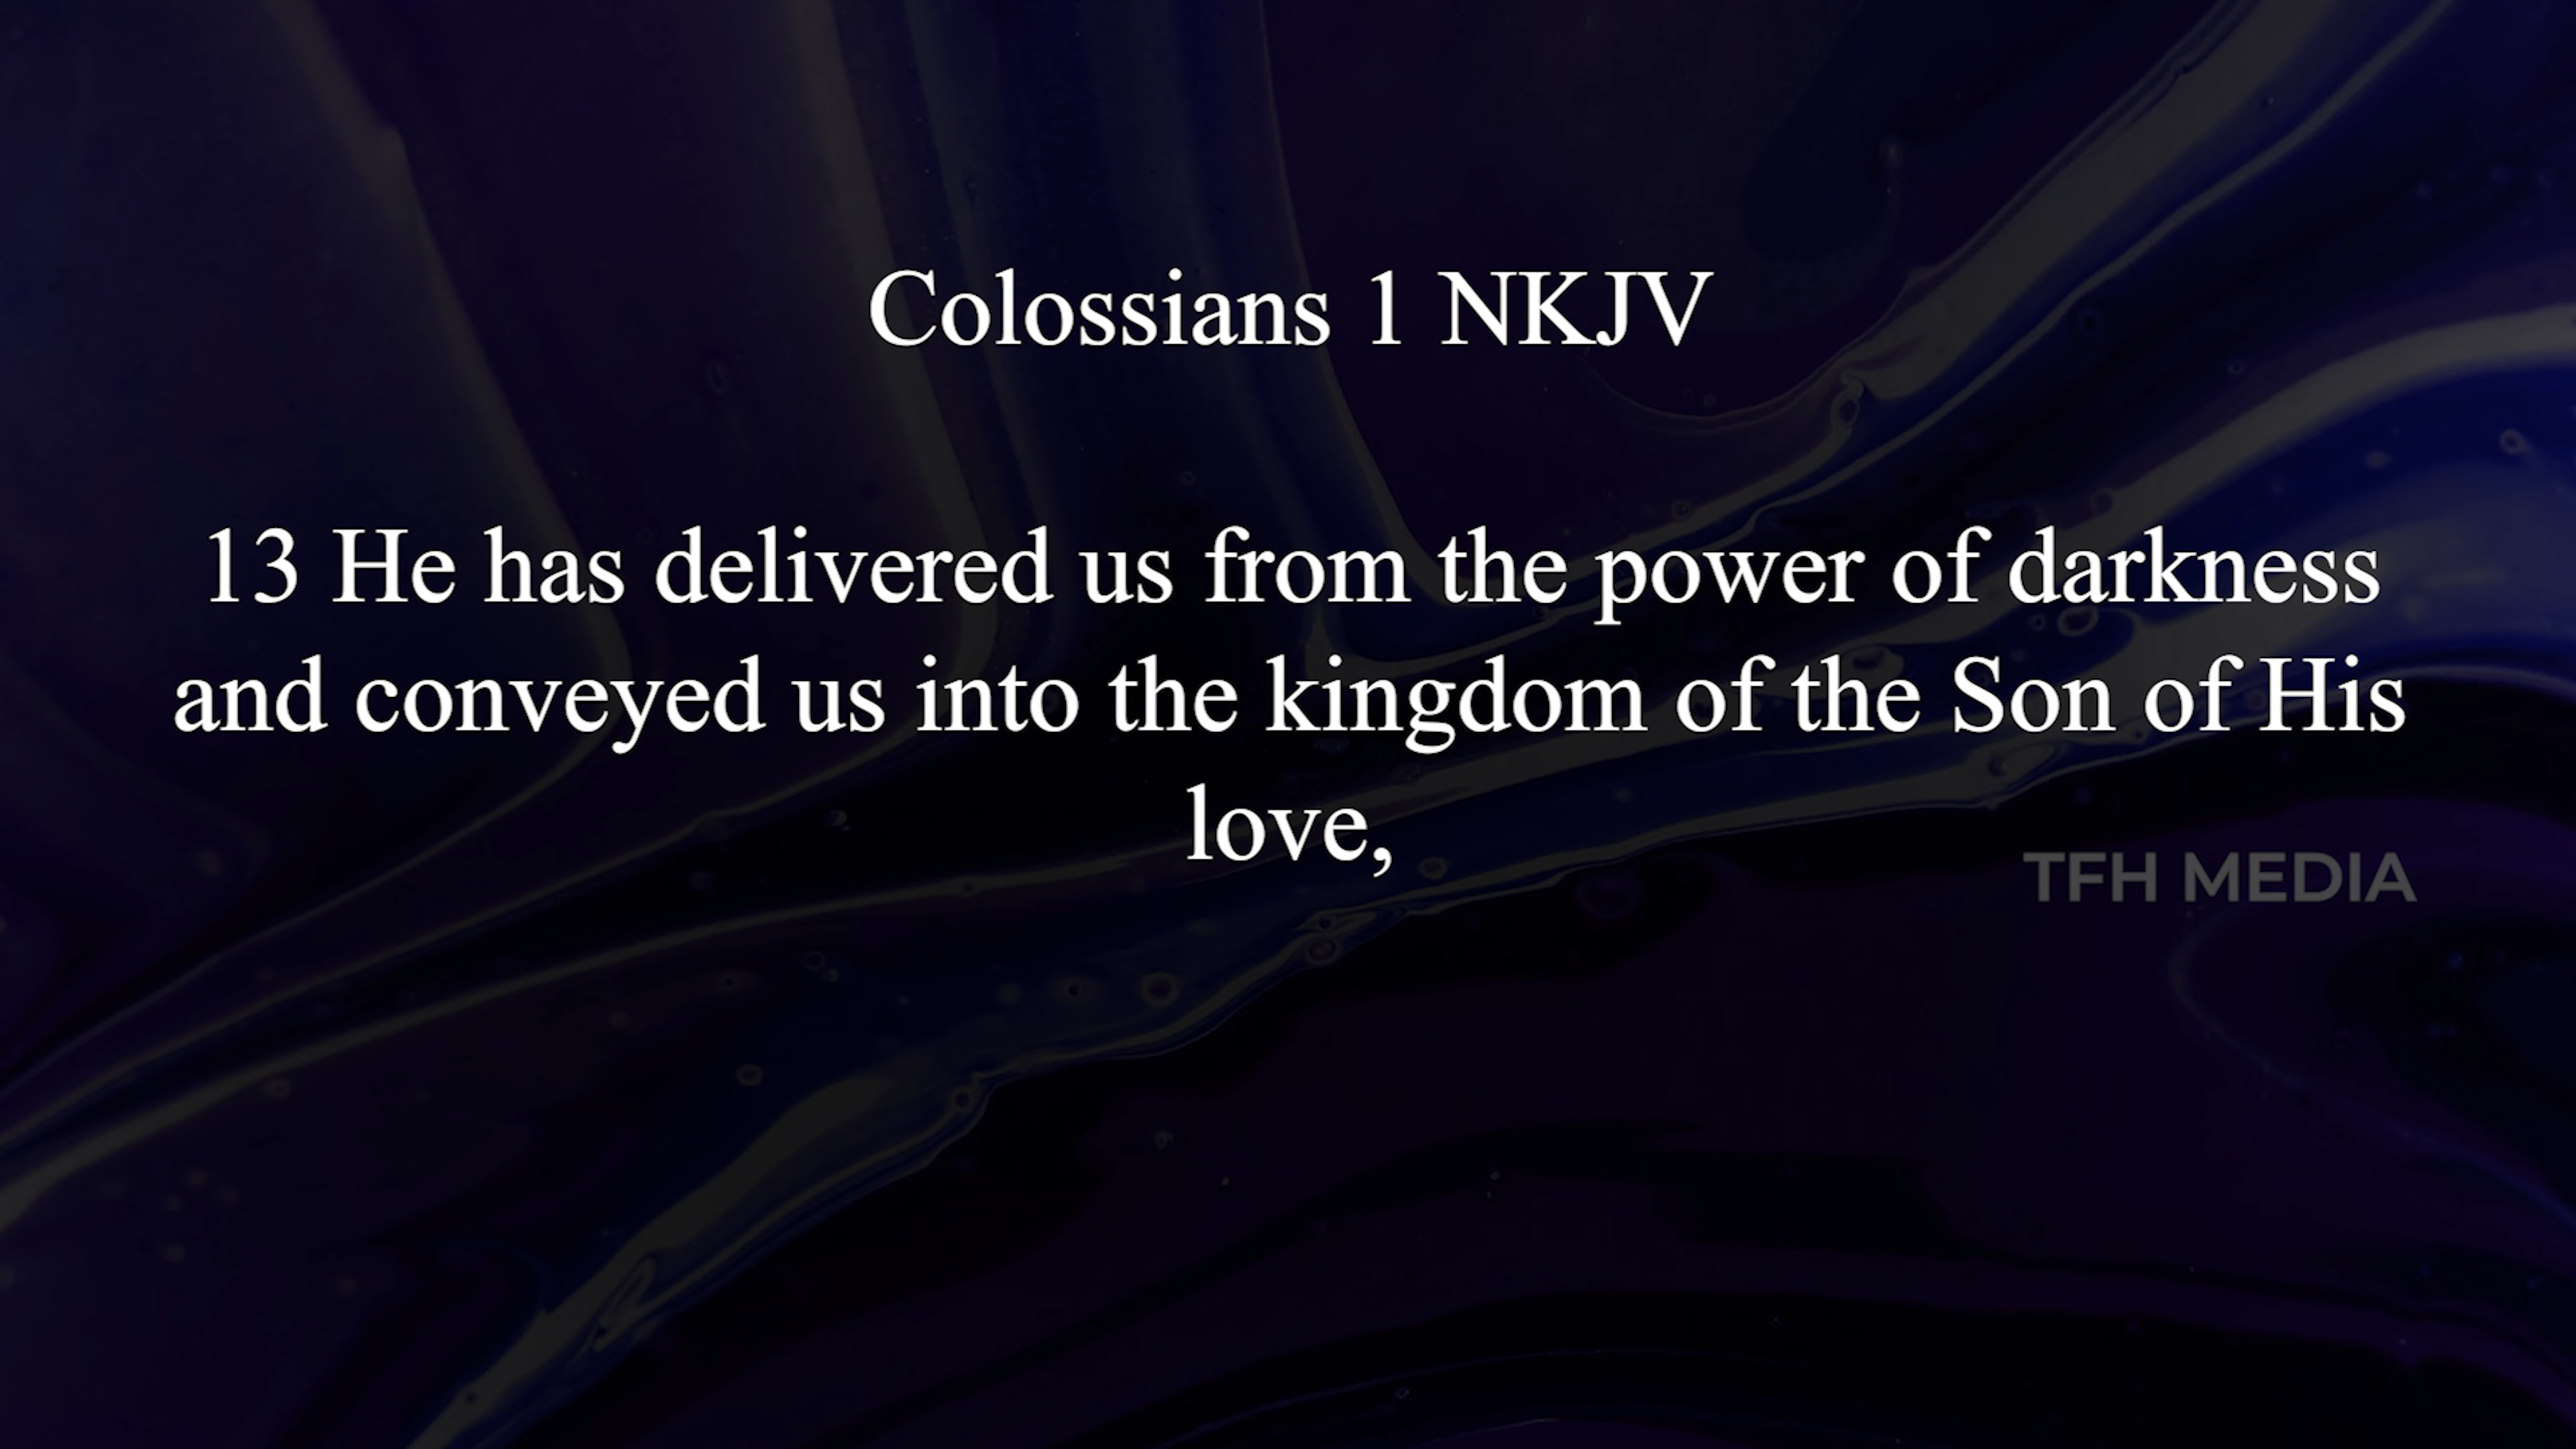 Colossians 1 NKJV
13 He has delivered us from the power of darkness
and conveyed us into the kingdom of the Son of His
love,
TFH MEDIA